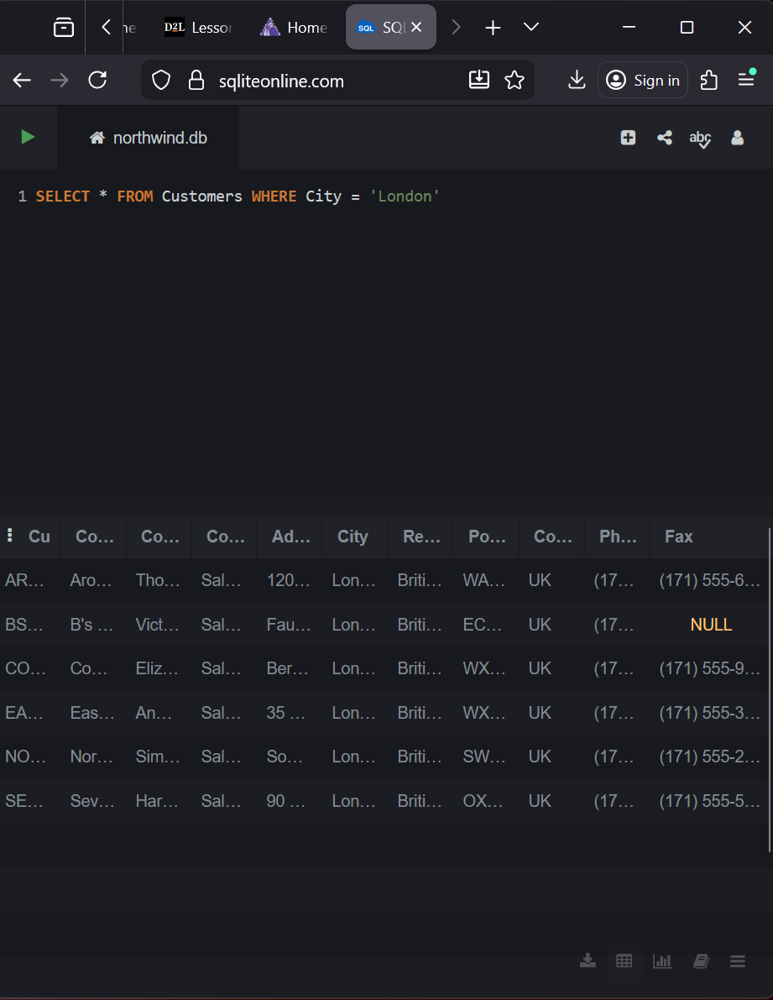 ne D2L Lesson Home SQL SQL
sqliteonline.com Sign in
northwind.db abc
1 SELECT * FROM Customers WHERE City = 'London'
Cu Co... Co... Co... Ad... City Re... Po... Co... Ph... Fax
AR... Aro... Tho... Sal... 120... Lon... Briti... WA... UK (17... (171) 555-6...
BS... B's ... Vict... Sal... Fau... Lon... Briti... EC... UK (17... NULL
CO... Co... Eliz... Sal... Ber... Lon... Briti... WX... UK (17... (171) 555-9...
EA... Eas... An... Sal... 35 ... Lon... Briti... WX... UK (17... (171) 555-3...
NO... Nor... Sim... Sal... So... Lon... Briti... SW... UK (17... (171) 555-2...
SE... Sev... Har... Sal... 90 ... Lon... Briti... OX... UK (17... (171) 555-5...